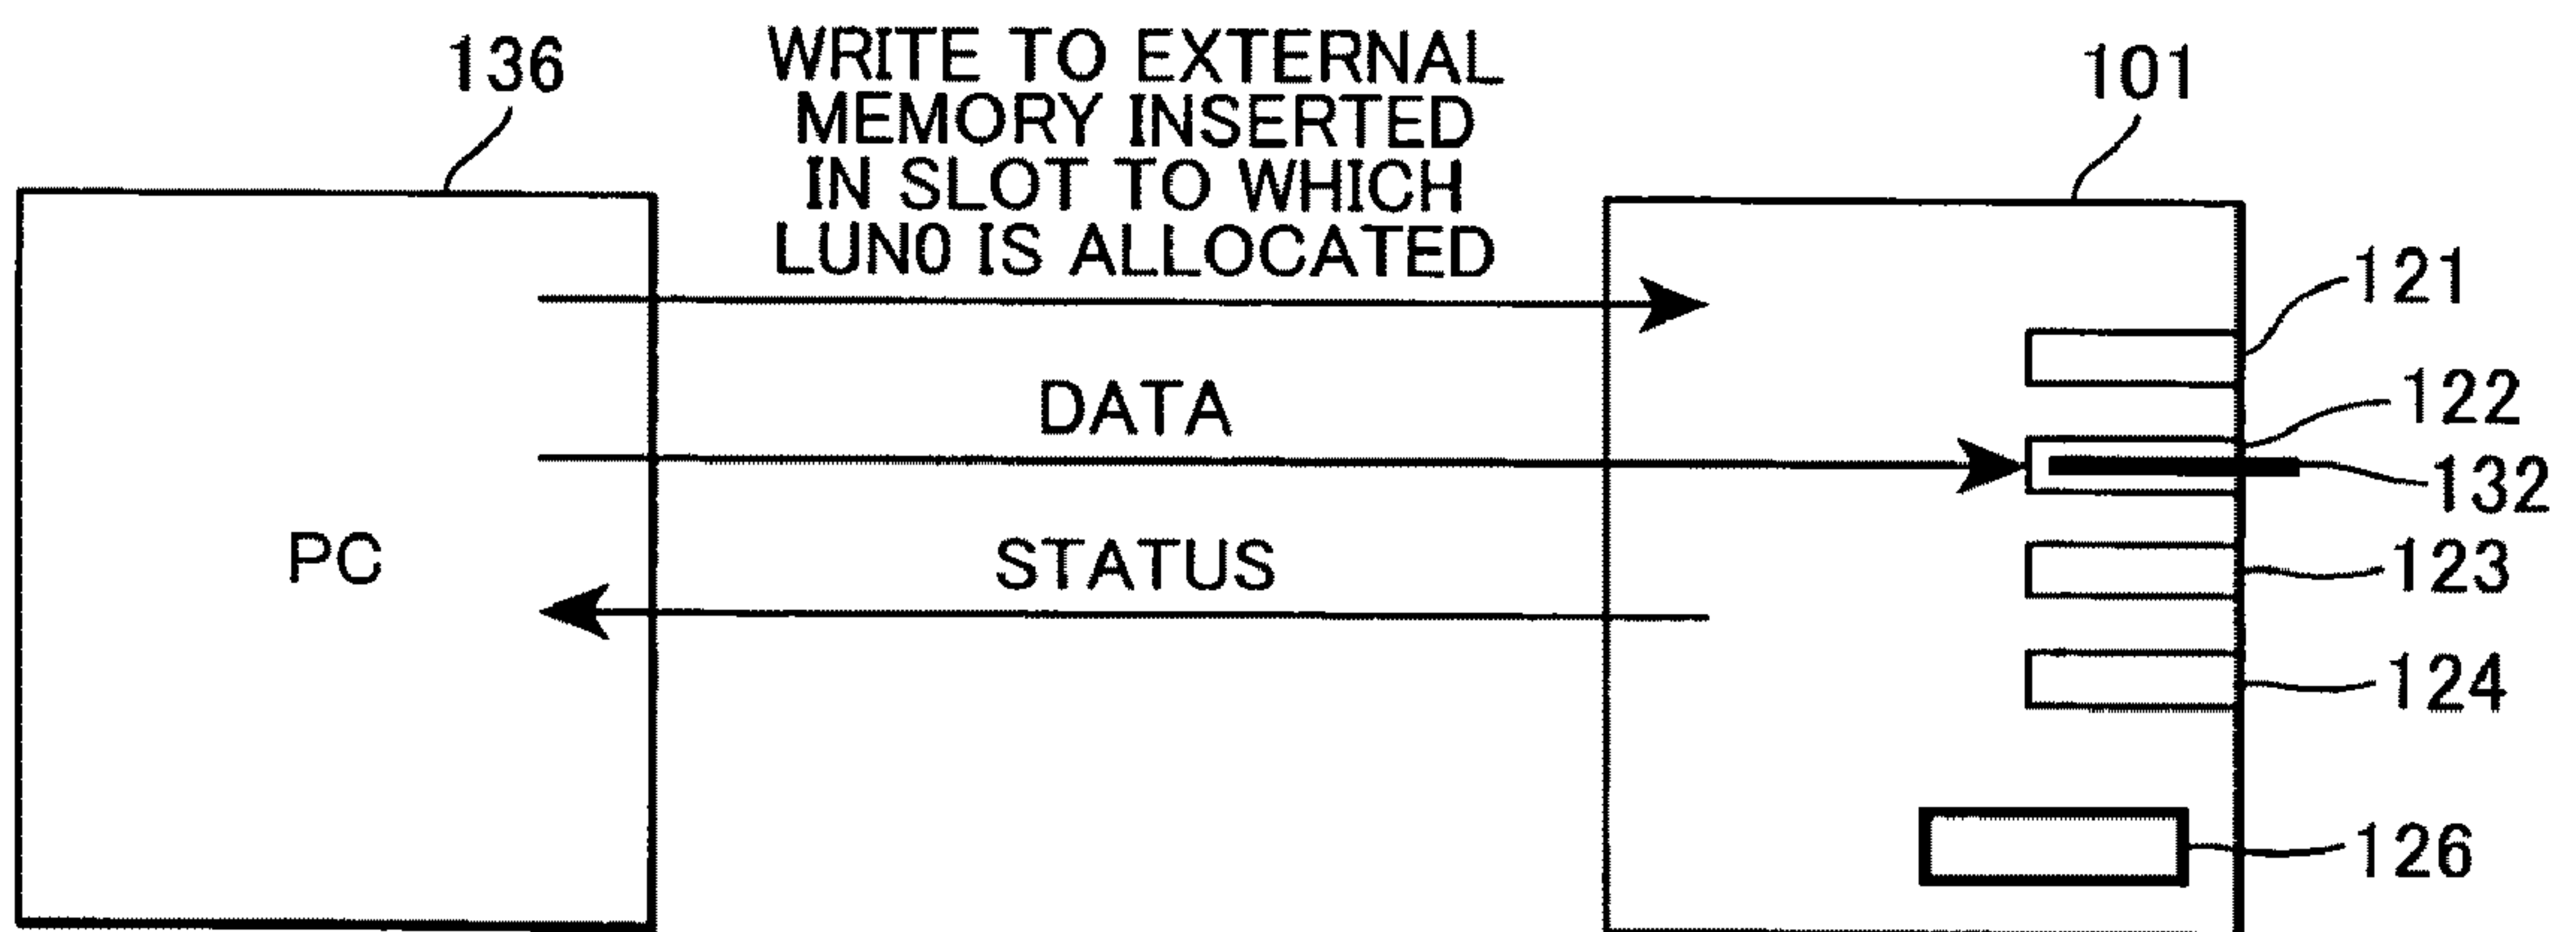 136
WRITE TO EXTERNAL
MEMORY INSERTED
IN SLOT TO WHICH
LUN0 IS ALLOCATED
101
121
DATA
122
132
PC
STATUS
123
124
126